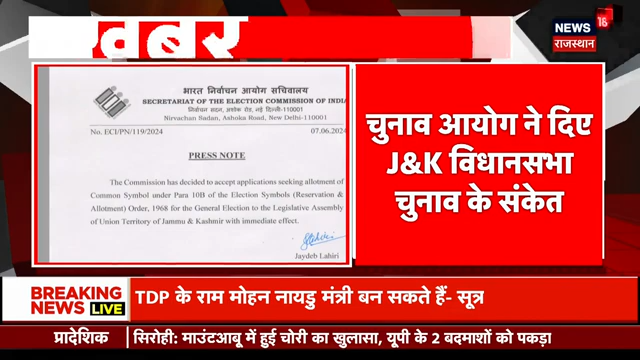 ख़बर
NEWS 18
राजस्थान
भारत निर्वाचन आयोग सचिवालय
SECRETARIAT OF THE ELECTION COMMISSION OF INDIA
निर्वाचन सदन, अशोक रोड, नई दिल्ली-110001
Nirvachan Sadan, Ashoka Road, New Delhi-110001
No. ECI/PN/119/2024
07.06.2024
PRESS NOTE
The Commission has decided to accept applications seeking allotment of
Common Symbol under Para 10B of the Election Symbols (Reservation &
Allotment) Order, 1968 for the General Election to the Legislative Assembly
of Union Territory of Jammu & Kashmir with immediate effect.
Jaydeb Lahiri
चुनाव आयोग ने दिए
J&K विधानसभा
चुनाव के संकेत
BREAKING
NEWS LIVE
TDP के राम मोहन नायडु मंत्री बन सकते हैं- सूत्र
प्रादेशिक
सिरोही: माउंटआबू में हुई चोरी का खुलासा, यूपी के 2 बदमाशों को पकड़ा